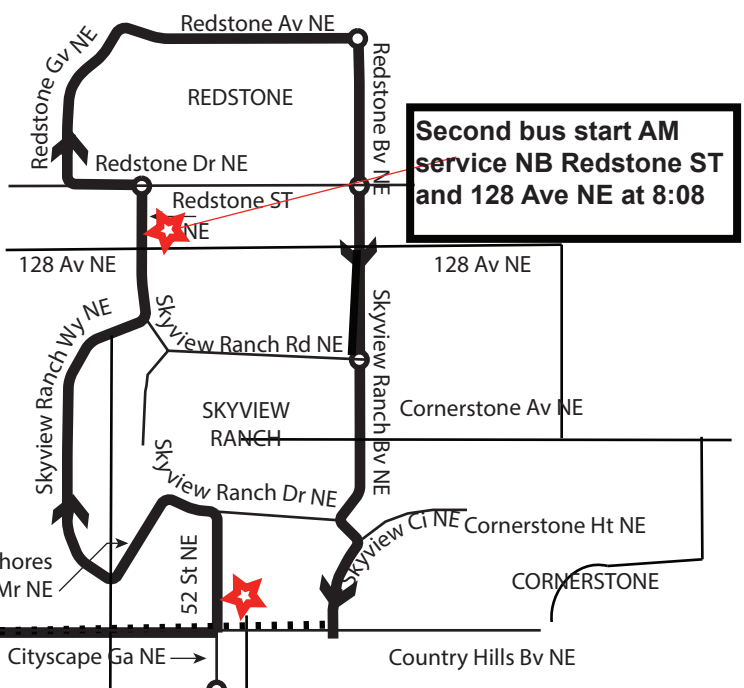 Redstone Av NE
Redstone Gv NE
REDSTONE
Redstone Bv NE
Second bus start AM
service NB Redstone ST
and 128 Ave NE at 8:08
Redstone Dr NE
Redstone ST
NE
128 Av NE
128 Av NE
Skyview Ranch Wy NE
Skyview Ranch Rd NE
Skyview Ranch Bv NE
SKYVIEW
RANCH
Cornerstone Av NE
Skyview Ranch Dr NE
Skyview Ci NE
Cornerstone Ht NE
hores
Mr NE
52 St NE
CORNERSTONE
Cityscape Ga NE
Country Hills Bv NE